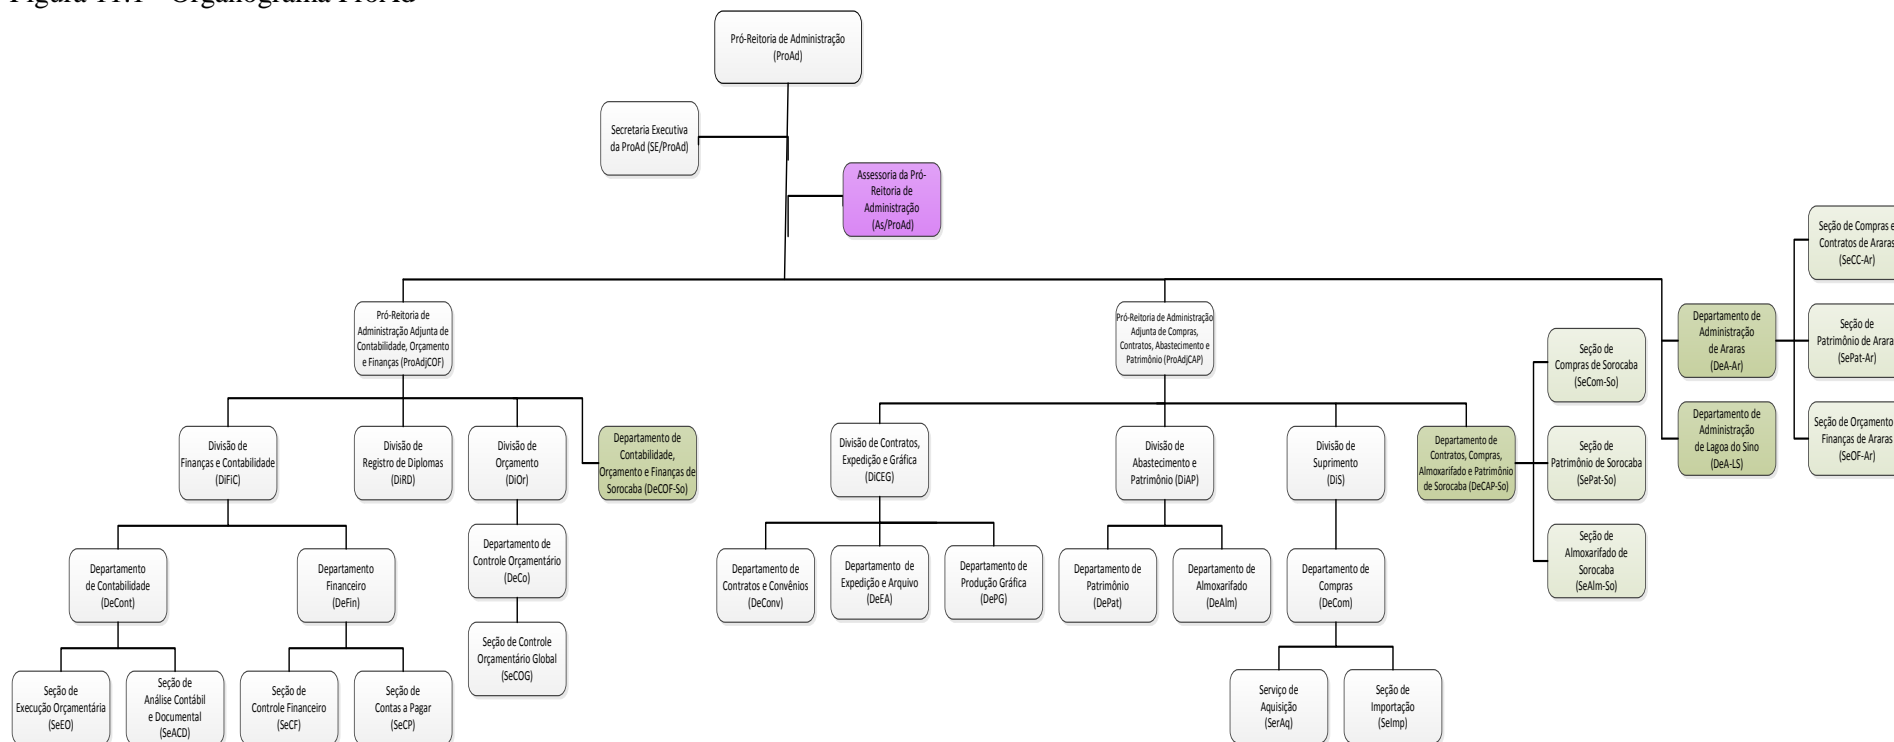 Figura 11.1 - Organograma ProAd
Pró-Reitoria de Administração
(ProAd)
Secretaria Executiva
da ProAd (SE/ProAd)
Assessoria da Pró-
Reitoria de
Administração
(As/ProAd)
Pró-Reitoria de
Administração Adjunta de
Contabilidade, Orçamento
e Finanças (ProAdjCOF)
Pró-Reitoria de Administração
Adjunta de Compras,
Contratos, Abastecimento e
Patrimônio (ProAdjCAP)
Departamento de
Administração
de Araras
(DeA-Ar)
Departamento de
Administração
de Lagoa do Sino
(DeA-LS)
Seção de Compras e
Contratos de Araras
(SeCC-Ar)
Seção de
Patrimônio de Arara
(SePat-Ar)
Seção de Orçamento
Finanças de Araras
(SeOF-Ar)
Divisão de
Finanças e Contabilidade
(DiFiC)
Divisão de
Registro de Diplomas
(DiRD)
Divisão de
Orçamento
(DiOr)
Departamento de
Contabilidade,
Orçamento e Finanças de
Sorocaba (DeCOF-So)
Divisão de Contratos,
Expedição e Gráfica
(DiCEG)
Divisão de
Abastecimento e
Patrimônio (DiAP)
Divisão de
Suprimento
(DiS)
Departamento de
Contratos, Compras,
Almoxarifado e Patrimônio
de Sorocaba (DeCAP-So)
Seção de
Compras de Sorocaba
(SeCom-So)
Seção de
Patrimônio de Sorocaba
(SePat-So)
Seção de
Almoxarifado de
Sorocaba
(SeAlm-So)
Departamento
de Contabilidade
(DeCont)
Departamento
Financeiro
(DeFin)
Departamento de
Controle Orçamentário
(DeCo)
Seção de Controle
Orçamentário Global
(SeCOG)
Departamento de
Contratos e Convênios
(DeConv)
Departamento de
Expedição e Arquivo
(DeEA)
Departamento de
Produção Gráfica
(DePG)
Departamento de
Patrimônio
(DePat)
Departamento de
Almoxarifado
(DeAlm)
Departamento de
Compras
(DeCom)
Seção de
Execução Orçamentária
(SeEO)
Seção de
Análise Contábil
e Documental
(SeACD)
Seção de
Controle Financeiro
(SeCF)
Seção de
Contas a Pagar
(SeCP)
Serviço de
Aquisição
(SerAq)
Seção de
Importação
(SeImp)